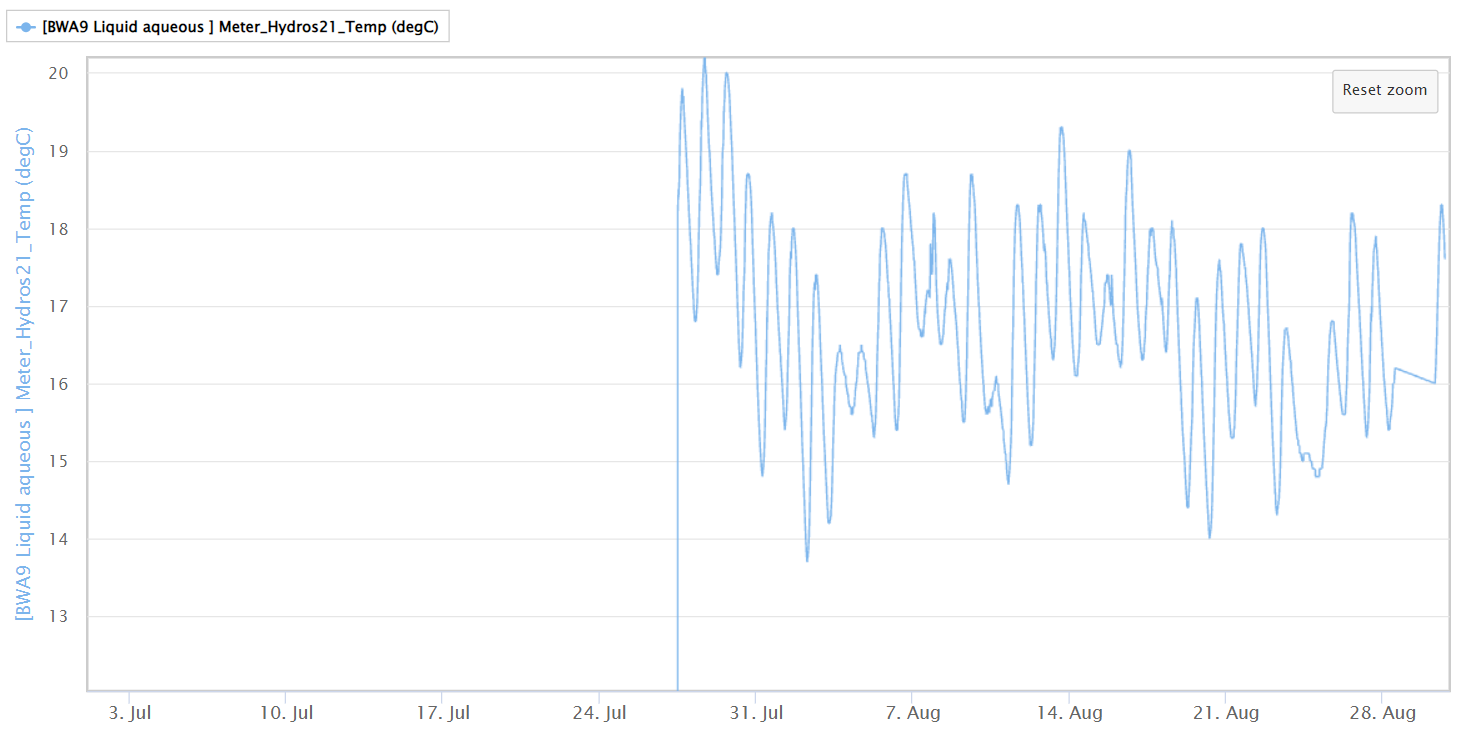 [BWA9 Liquid aqueous ] Meter_Hydros21_Temp (degC)
Reset zoom
[BWA9 Liquid aqueous ] Meter_Hydros21_Temp (degC)
20
19
18
17
16
15
14
13
3. Jul 10. Jul 17. Jul 24. Jul 31. Jul 7. Aug 14. Aug 21. Aug 28. Aug